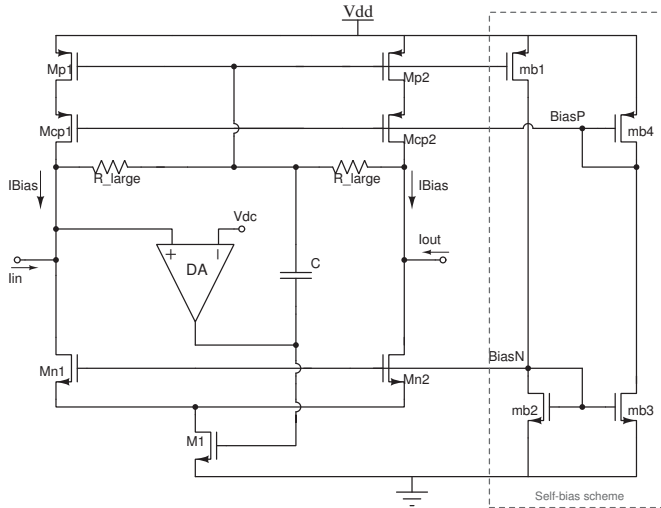 Vdd
Mp1
Mp2
mb1
Mcp1
Mcp2
BiasP
mb4
IBias
R_large
R_large
IBias
Vdc
Iout
+
−
DA
C
Iin
Mn1
Mn2
BiasN
mb2
mb3
M1
Self-bias scheme